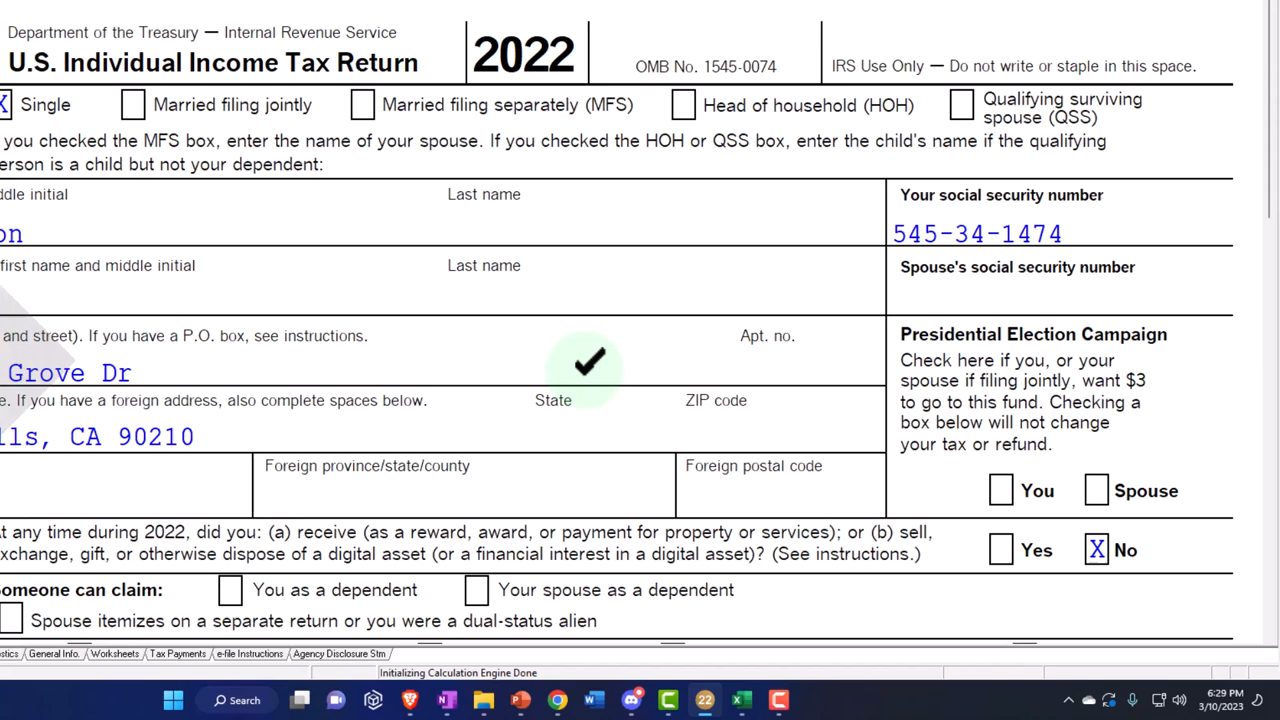 Department of the Treasury — Internal Revenue Service
U.S. Individual Income Tax Return
2022
OMB No. 1545-0074
IRS Use Only — Do not write or staple in this space.
X Single
Married filing jointly
Married filing separately (MFS)
Head of household (HOH)
Qualifying surviving
spouse (QSS)
you checked the MFS box, enter the name of your spouse. If you checked the HOH or QSS box, enter the child's name if the qualifying
erson is a child but not your dependent:
ddle initial
Last name
Your social security number
on
545-34-1474
first name and middle initial
Last name
Spouse's social security number
and street). If you have a P.O. box, see instructions.
Apt. no.
Grove Dr
Presidential Election Campaign
Check here if you, or your
spouse if filing jointly, want $3
to go to this fund. Checking a
box below will not change
your tax or refund.
You
Spouse
e. If you have a foreign address, also complete spaces below.
State
ZIP code
lls, CA 90210
Foreign province/state/county
Foreign postal code
At any time during 2022, did you: (a) receive (as a reward, award, or payment for property or services); or (b) sell,
xchange, gift, or otherwise dispose of a digital asset (or a financial interest in a digital asset)? (See instructions.)
Yes
X No
Someone can claim:
You as a dependent
Your spouse as a dependent
Spouse itemizes on a separate return or you were a dual-status alien
stics
General Info.
Worksheets
Tax Payments
e-file Instructions
Agency Disclosure Stm
Initializing Calculation Engine Done
Search
22
6:29 PM
3/10/2023